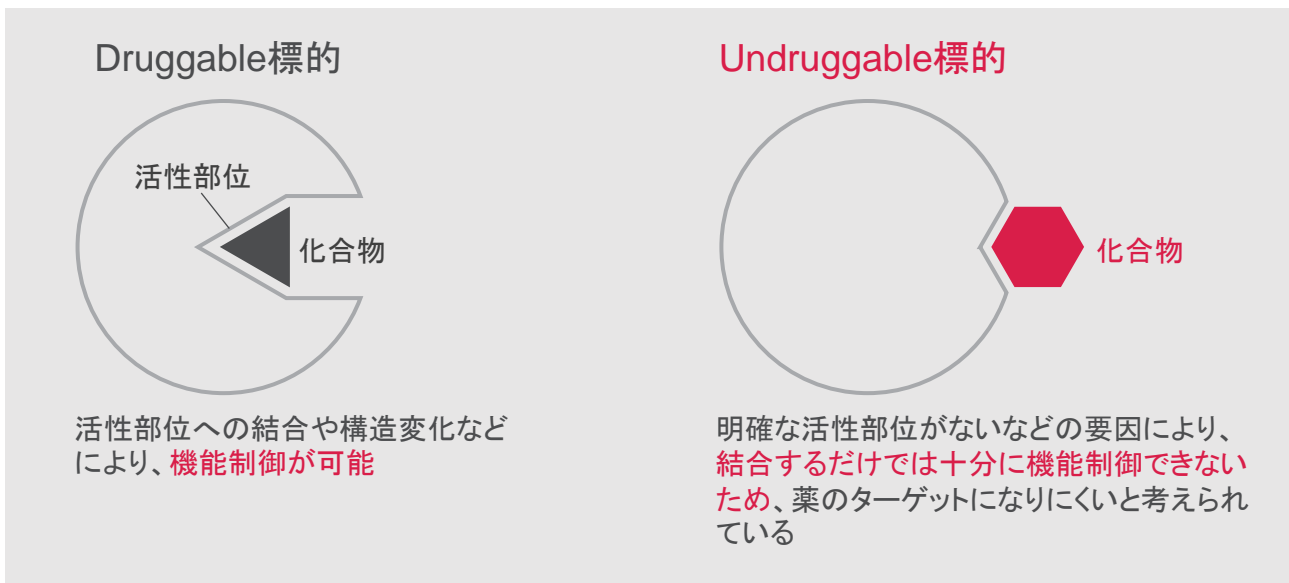 Druggable標的
活性部位
化合物
活性部位への結合や構造変化など
により、機能制御が可能
Undruggable標的
化合物
明確な活性部位がないなどの要因により、
結合するだけでは十分に機能制御できない
ため、薬のターゲットになりにくいと考えられ
ている